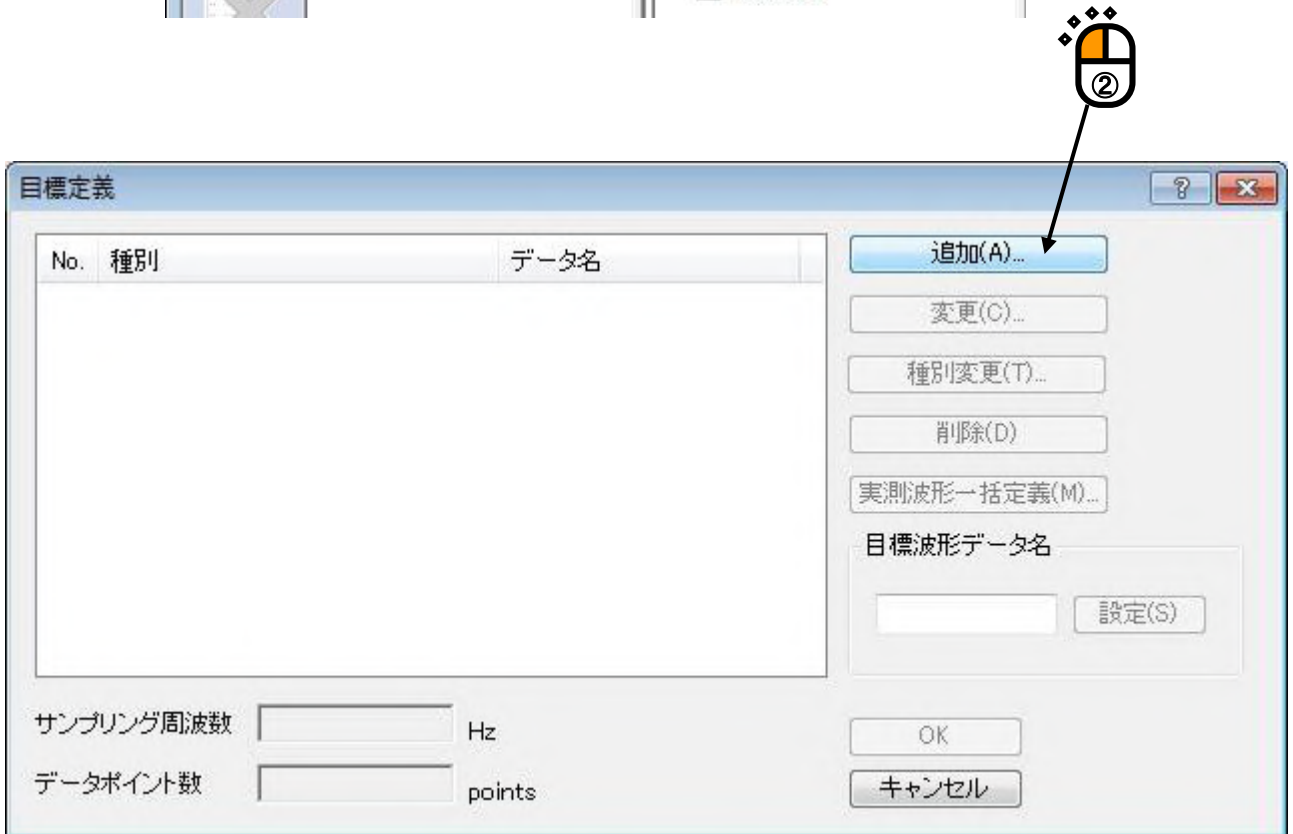 ②
目標定義
No. 種別 データ名
追加(A)...
変更(C)...
種別変更(T)...
削除(D)
実測波形一括定義(M)...
目標波形データ名
設定(S)
サンプリング周波数 Hz
データポイント数 points
OK
キャンセル